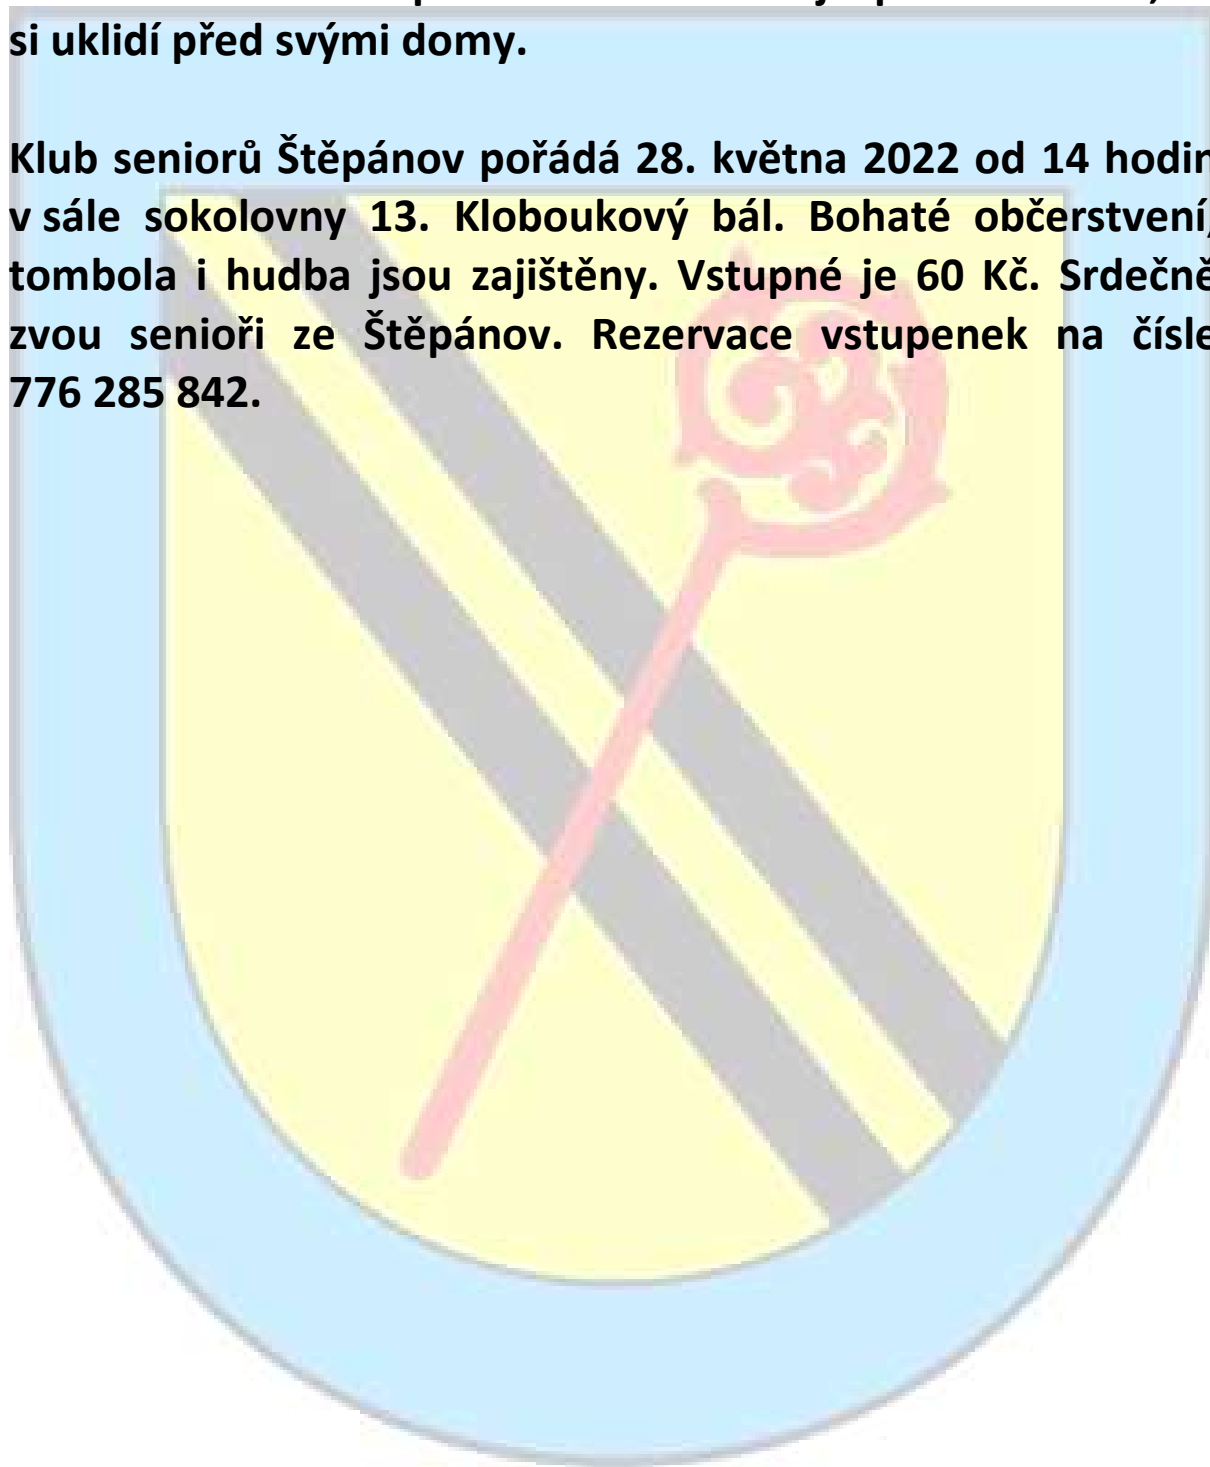 si uklidí před svými domy.
Klub seniorů Štěpánov pořádá 28. května 2022 od 14 hodin
v sále sokolovny 13. Kloboukový bál. Bohaté občerstvení,
tombola i hudba jsou zajištěny. Vstupné je 60 Kč. Srdečně
zvou senioři ze Štěpánov. Rezervace vstupenek na čísle
776 285 842.